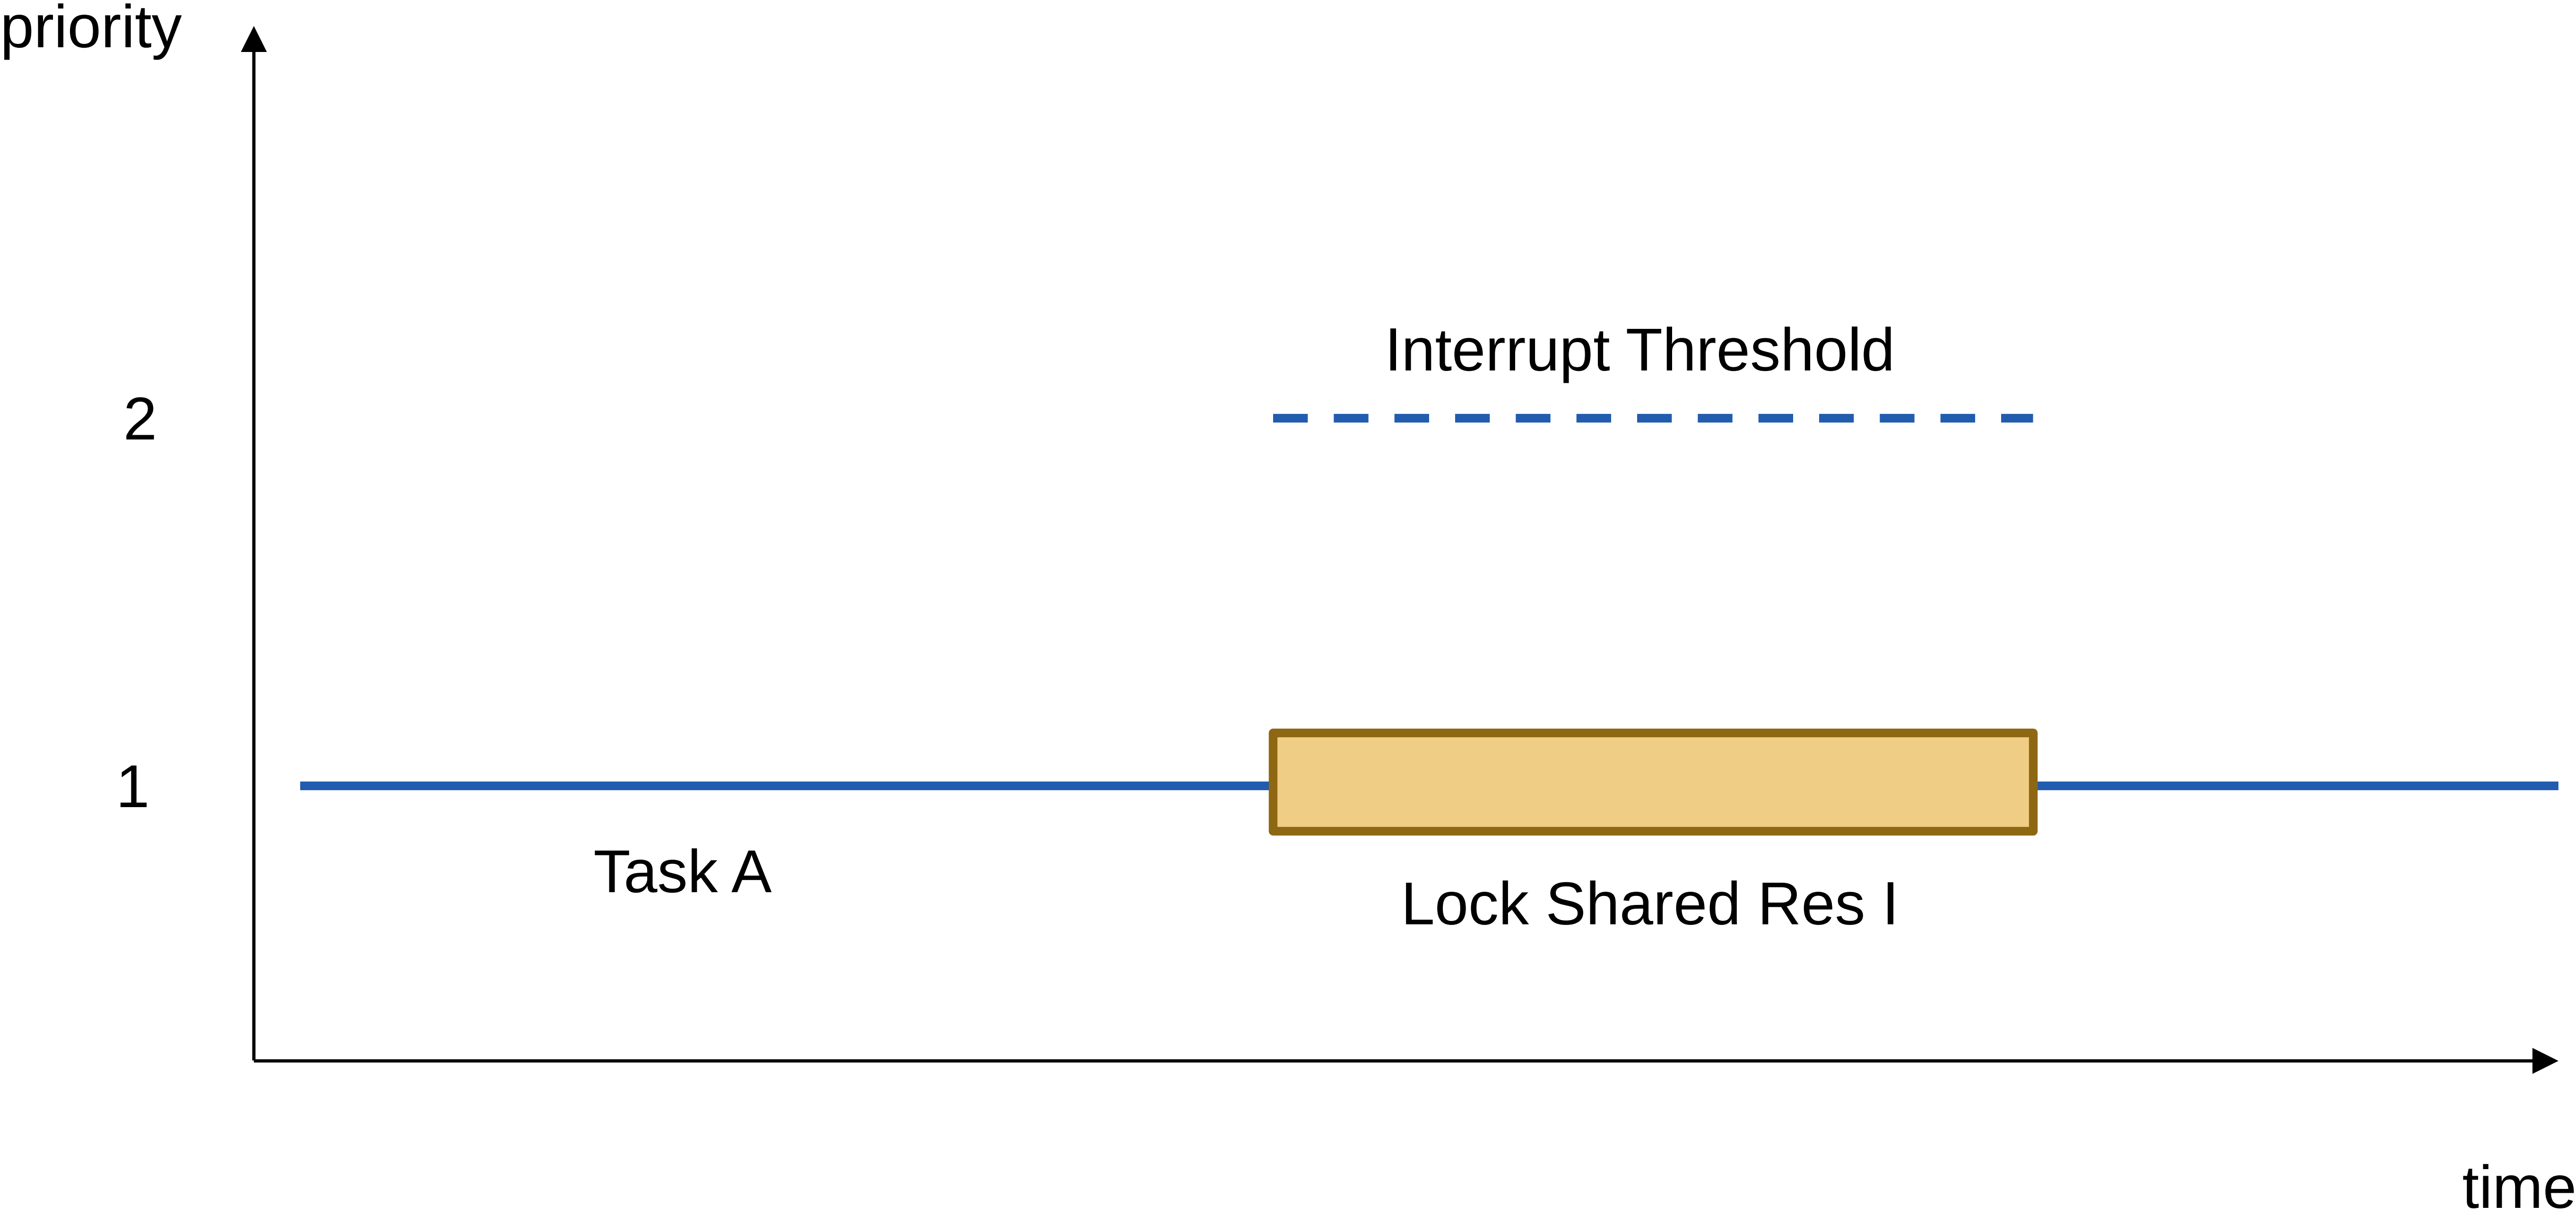 priority
Interrupt Threshold
2
1
Task A
Lock Shared Res I
time